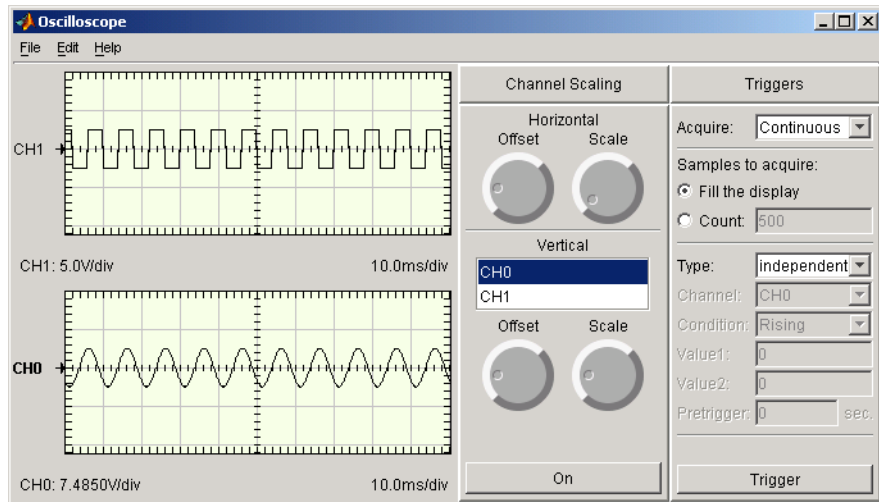 Oscilloscope
File Edit Help
CH1
CH1: 5.0V/div 10.0ms/div
CH0
CH0: 7.4850V/div 10.0ms/div
Channel Scaling
Horizontal
Offset Scale
Vertical
CH0
CH1
Offset Scale
On
Triggers
Acquire: Continuous
Samples to acquire:
Fill the display
Count: 500
Type: independent
Channel: CH0
Condition: Rising
Value1: 0
Value2: 0
Pretrigger: 0 sec.
Trigger